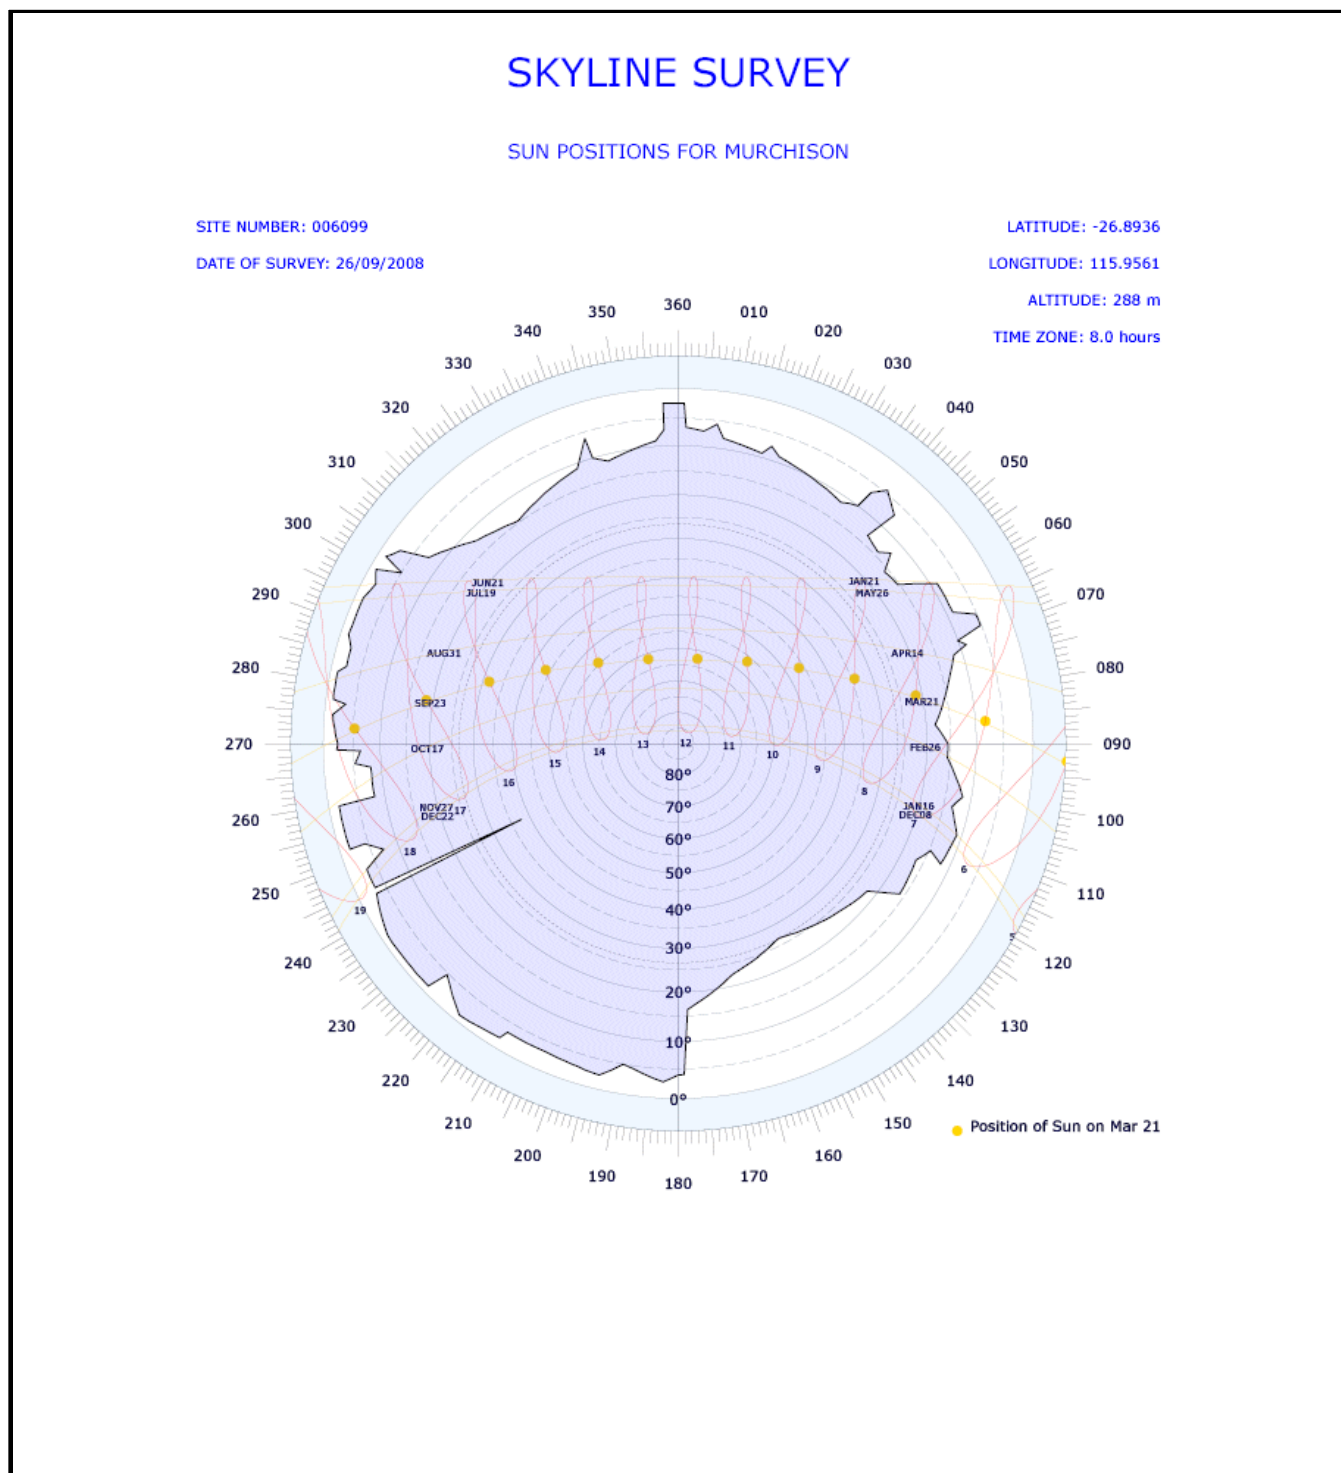 SKYLINE SURVEY
SUN POSITIONS FOR MURCHISON
SITE NUMBER: 006099
LATITUDE: -26.8936
DATE OF SURVEY: 26/09/2008
LONGITUDE: 115.9561
ALTITUDE: 288 m
TIME ZONE: 8.0 hours
360
350
010
340
020
330
030
320
040
310
050
300
060
290
070
280
080
270
090
260
100
250
110
240
120
230
130
220
140
210
150
200
160
190
170
180
JUN21
JUL19
JAN21
MAY26
AUG31
APR14
SEP23
MAR21
OCT17
FEB26
NOV27
DEC22
JAN16
DEC08
19
18
17
16
15
14
13
12
11
10
9
8
7
6
5
80°
70°
60°
50°
40°
30°
20°
10°
0°
Position of Sun on Mar 21